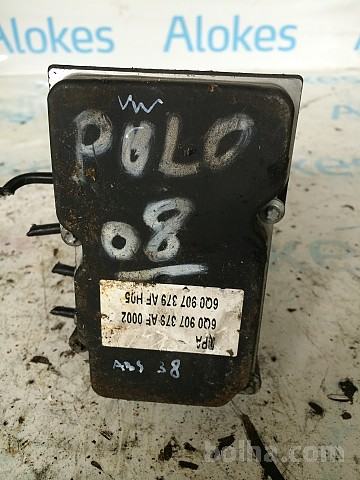 Alokes Alokes
VW
POLO
08
NPA
6Q0 907 379 AF 0002
6Q0 907 379 AF H05
ABS 38
bolha.com